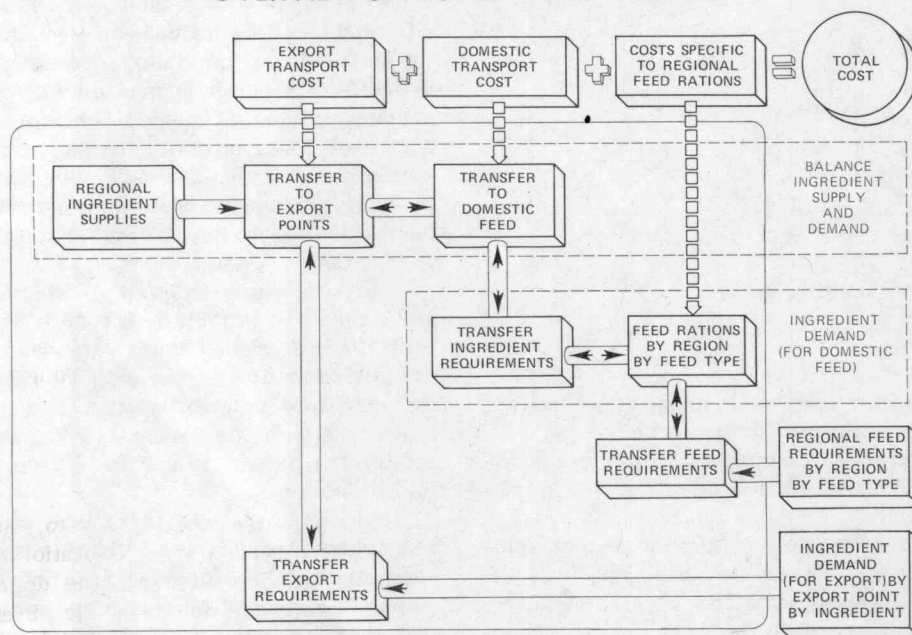 EXPORT
TRANSPORT
COST
DOMESTIC
TRANSPORT
COST
COSTS SPECIFIC
TO REGIONAL
FEED RATIONS
TOTAL
COST
REGIONAL
INGREDIENT
SUPPLIES
TRANSFER
TO
EXPORT
POINTS
TRANSFER
TO
DOMESTIC
FEED
BALANCE
INGREDIENT
SUPPLY
AND
DEMAND
TRANSFER
INGREDIENT
REQUIREMENTS
FEED RATIONS
BY REGION
BY FEED TYPE
INGREDIENT
DEMAND
(FOR DOMESTIC
FEED)
TRANSFER FEED
REQUIREMENTS
REGIONAL FEED
REQUIREMENTS
BY REGION
BY FEED TYPE
TRANSFER
EXPORT
REQUIREMENTS
INGREDIENT
DEMAND
(FOR EXPORT)BY
EXPORT POINT
BY INGREDIENT